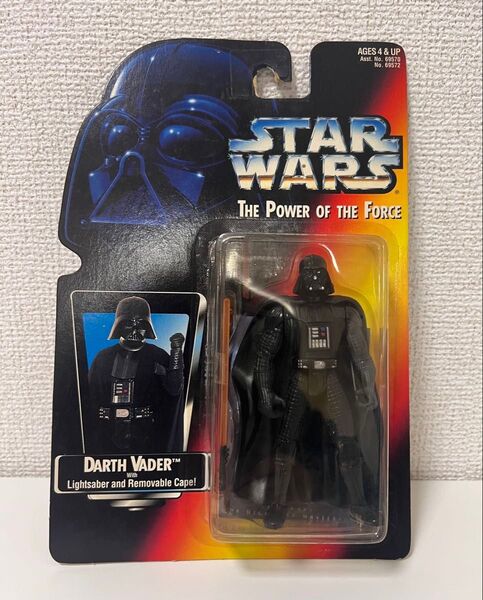 AGES 4 & UP
Asst. No. 69570
No. 69572
STAR
WARS
THE POWER OF THE FORCE
DARTH VADER™
with
Lightsaber and Removable Cape!